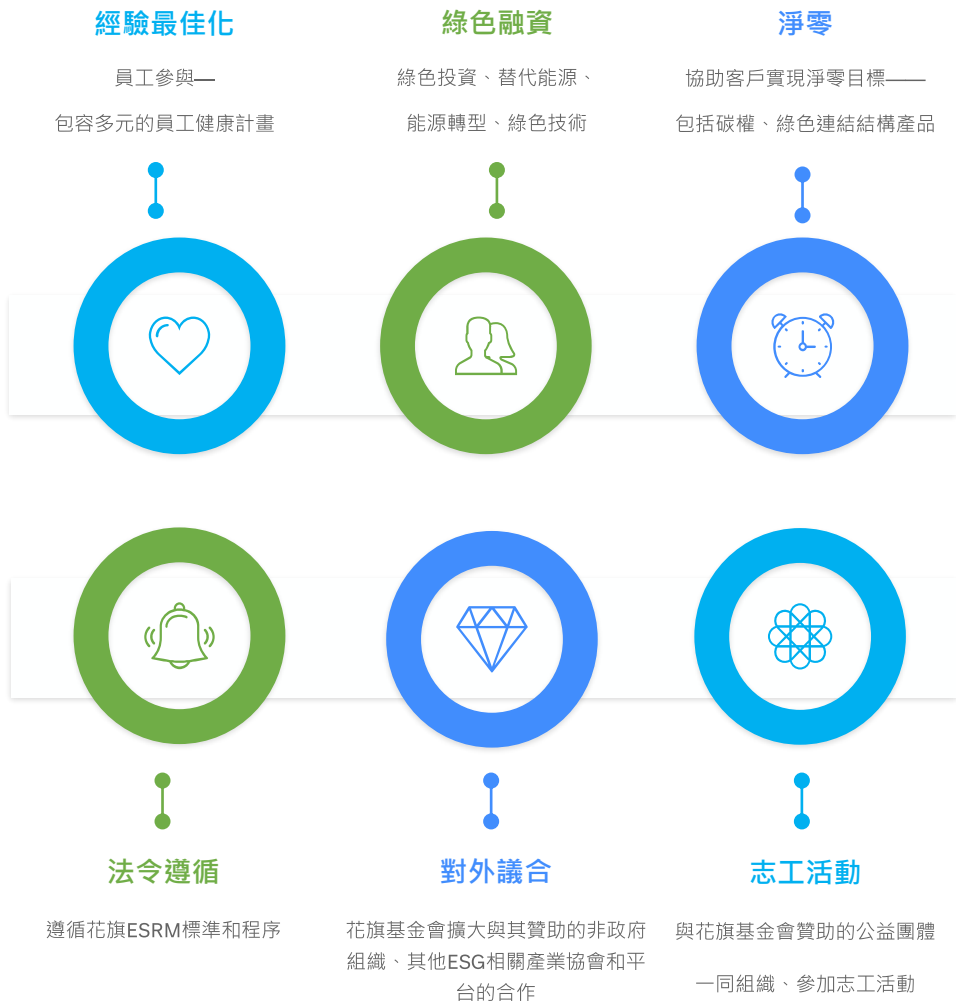 經驗最佳化
員工參與—
包容多元的員工健康計畫
綠色融資
綠色投資、替代能源、
能源轉型、綠色技術
淨零
協助客戶實現淨零目標——
包括碳權、綠色連結結構產品
法令遵循
遵循花旗ESRM標準和程序
對外議合
花旗基金會擴大與其贊助的非政府
組織、其他ESG相關產業協會和平
台的合作
志工活動
與花旗基金會贊助的公益團體
一同組織、參加志工活動